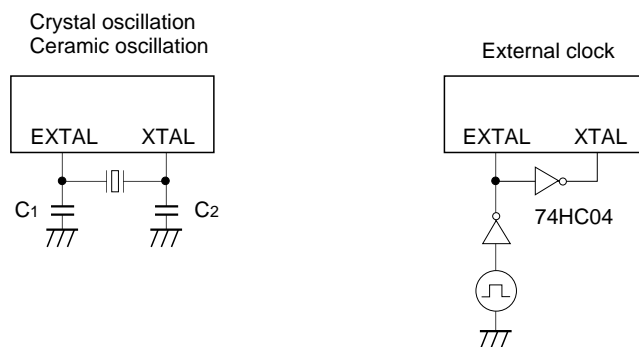 Crystal oscillation
Ceramic oscillation
EXTAL XTAL
C1 C2
External clock
EXTAL XTAL
74HC04